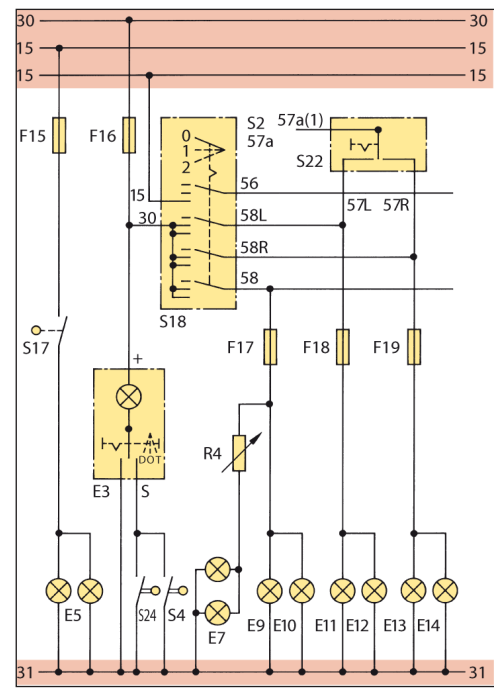 30 30
15 15
15 15
F15 F16 0 1 2 S2 57a 57a(1) S22
15 56 57L 57R
30 58L
58R
58
S18
S17 F17 F18 F19
+
DOT R4
E3 S
E5 S24 S4 E7 E9 E10 E11 E12 E13 E14
31 31